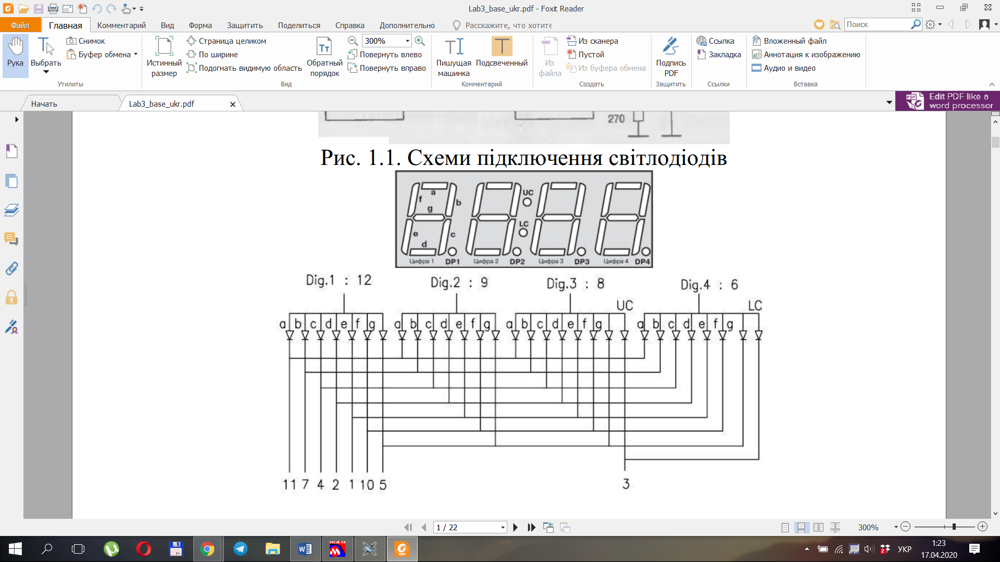 Lab3_base_ukr.pdf - Foxit Reader
Файл Главная Комментарий Вид Форма Защитить Поделиться Справка Дополнительно Расскажите, что хотите Поиск
Рука
Выбрать
Снимок
Буфер обмена
Утилиты
Истинный размер
Страница целиком
По ширине
Подогнать видимую область
Обратный порядок
300%
Повернуть влево
Повернуть вправо
Вид
Пишущая машинка
Подсвеченный
Комментарий
Из файла
Из сканера
Пустой
Из буфера обмена
Создать
Подпись PDF
Защитить
Ссылка
Закладка
Ссылки
Вложенный файл
Аннотация к изображению
Аудио и видео
Вставка
Начать Lab3_base_ukr.pdf
Edit PDF like a
word processor
270
Рис. 1.1. Схеми підключення світлодіодів
a
f b
g
e c
d
UC
LC
Цифра 1 DP1 Цифра 2 DP2 Цифра 3 DP3 Цифра 4 DP4
Dig.1 : 12 Dig.2 : 9 Dig.3 : 8 Dig.4 : 6
UC LC
a b c d e f g a b c d e f g a b c d e f g a b c d e f g
11 7 4 2 1 10 5 3
1 / 22
300%
64
MPLAB
2
УКР
1:23
17.04.2020